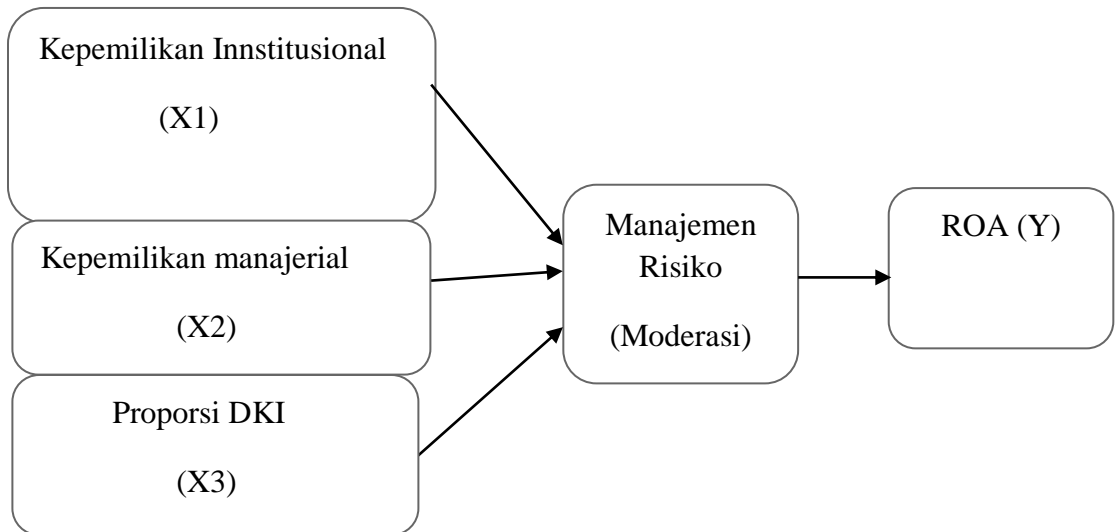 Kepemilikan Innstitusional
(X1)
Kepemilikan manajerial
(X2)
Proporsi DKI
(X3)
Manajemen
Risiko
(Moderasi)
ROA (Y)